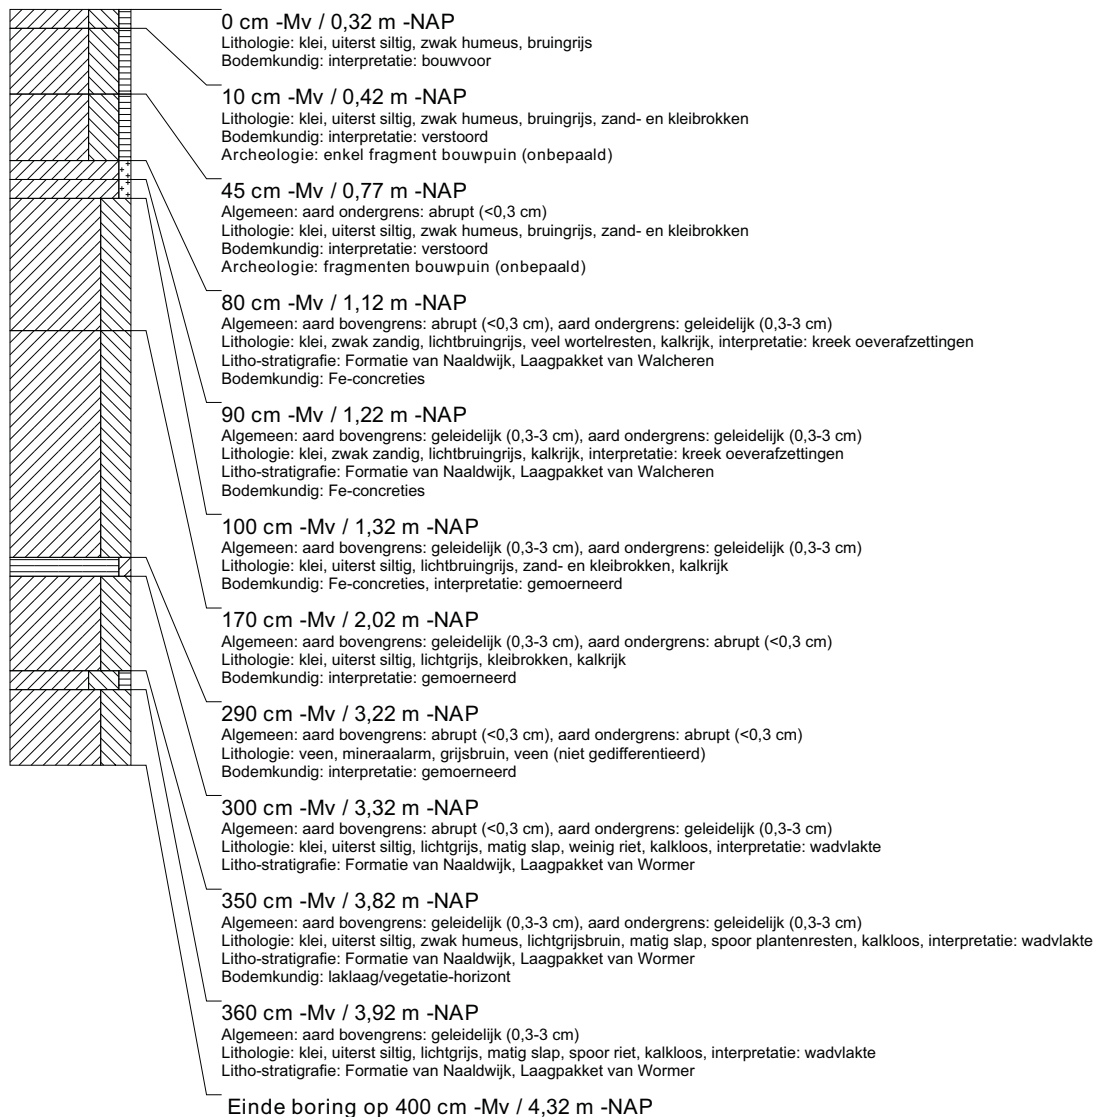 0 cm -Mv / 0,32 m -NAP
Lithologie: klei, uiterst siltig, zwak humeus, bruingrijs
Bodemkundig: interpretatie: bouwvoor
10 cm -Mv / 0,42 m -NAP
Lithologie: klei, uiterst siltig, zwak humeus, bruingrijs, zand- en kleibrokken
Bodemkundig: interpretatie: verstoord
Archeologie: enkel fragment bouwpuin (onbepaald)
45 cm -Mv / 0,77 m -NAP
Algemeen: aard ondergrens: abrupt (<0,3 cm)
Lithologie: klei, uiterst siltig, zwak humeus, bruingrijs, zand- en kleibrokken
Bodemkundig: interpretatie: verstoord
Archeologie: fragmenten bouwpuin (onbepaald)
80 cm -Mv / 1,12 m -NAP
Algemeen: aard bovengrens: abrupt (<0,3 cm), aard ondergrens: geleidelijk (0,3-3 cm)
Lithologie: klei, zwak zandig, lichtbruingrijs, veel wortelresten, kalkrijk, interpretatie: kreek oeverafzettingen
Litho-stratigrafie: Formatie van Naaldwijk, Laagpakket van Walcheren
Bodemkundig: Fe-concreties
90 cm -Mv / 1,22 m -NAP
Algemeen: aard bovengrens: geleidelijk (0,3-3 cm), aard ondergrens: geleidelijk (0,3-3 cm)
Lithologie: klei, zwak zandig, lichtbruingrijs, kalkrijk, interpretatie: kreek oeverafzettingen
Litho-stratigrafie: Formatie van Naaldwijk, Laagpakket van Walcheren
Bodemkundig: Fe-concreties
100 cm -Mv / 1,32 m -NAP
Algemeen: aard bovengrens: geleidelijk (0,3-3 cm), aard ondergrens: geleidelijk (0,3-3 cm)
Lithologie: klei, uiterst siltig, lichtbruingrijs, zand- en kleibrokken, kalkrijk
Bodemkundig: Fe-concreties, interpretatie: gemoerneerd
170 cm -Mv / 2,02 m -NAP
Algemeen: aard bovengrens: geleidelijk (0,3-3 cm), aard ondergrens: abrupt (<0,3 cm)
Lithologie: klei, uiterst siltig, lichtgrijs, kleibrokken, kalkrijk
Bodemkundig: interpretatie: gemoerneerd
290 cm -Mv / 3,22 m -NAP
Algemeen: aard bovengrens: abrupt (<0,3 cm), aard ondergrens: abrupt (<0,3 cm)
Lithologie: veen, mineraalarm, grijsbruin, veen (niet gedifferentieerd)
Bodemkundig: interpretatie: gemoerneerd
300 cm -Mv / 3,32 m -NAP
Algemeen: aard bovengrens: abrupt (<0,3 cm), aard ondergrens: geleidelijk (0,3-3 cm)
Lithologie: klei, uiterst siltig, lichtgrijs, matig slap, weinig riet, kalkloos, interpretatie: wadvlakte
Litho-stratigrafie: Formatie van Naaldwijk, Laagpakket van Wormer
350 cm -Mv / 3,82 m -NAP
Algemeen: aard bovengrens: geleidelijk (0,3-3 cm), aard ondergrens: geleidelijk (0,3-3 cm)
Lithologie: klei, uiterst siltig, zwak humeus, lichtgrijsbruin, matig slap, spoor plantenresten, kalkloos, interpretatie: wadvlakte
Litho-stratigrafie: Formatie van Naaldwijk, Laagpakket van Wormer
Bodemkundig: laklaag/vegetatie-horizont
360 cm -Mv / 3,92 m -NAP
Algemeen: aard bovengrens: geleidelijk (0,3-3 cm)
Lithologie: klei, uiterst siltig, lichtgrijs, matig slap, spoor riet, kalkloos, interpretatie: wadvlakte
Litho-stratigrafie: Formatie van Naaldwijk, Laagpakket van Wormer
Einde boring op 400 cm -Mv / 4,32 m -NAP